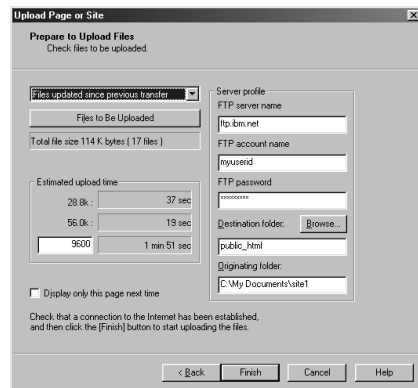 Upload Page or Site
Prepare to Upload Files
Check files to be uploaded.
Files updated since previous transfer
Files to Be Uploaded
Total file size 114 K bytes ( 17 files )
Estimated upload time
28.8k : 37 sec
56.0k : 19 sec
9600 1 min 51 sec
Display only this page next time
Server profile
FTP server name
ftp.ibm.net
FTP account name
myuserid
FTP password
xxxxxxxxx
Destination folder: Browse...
public_html
Originating folder:
C:\My Documents\site1
Check that a connection to the Internet has been established,
and then click the [Finish] button to start uploading the files.
< Back Finish Cancel Help